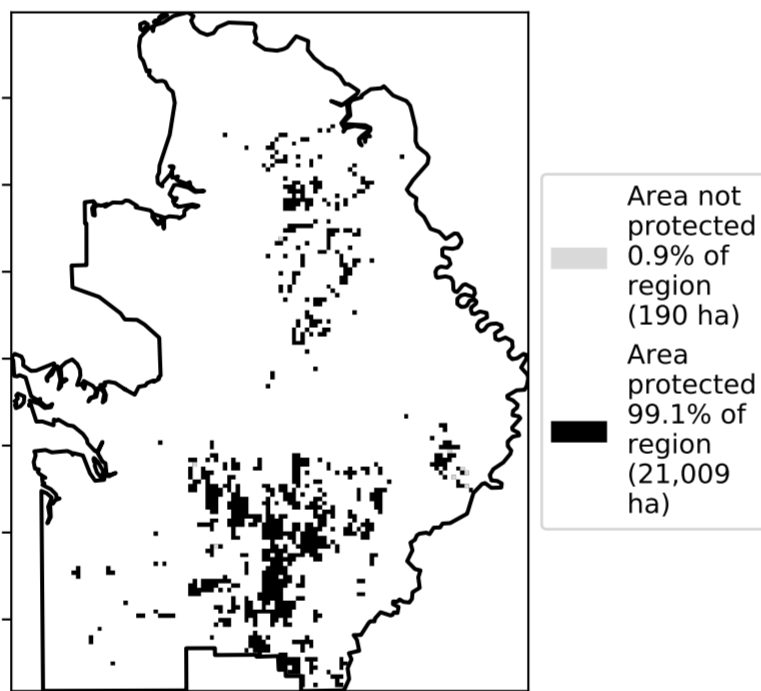 Area not
protected
0.9% of
region
(190 ha)
Area
protected
99.1% of
region
(21,009
ha)